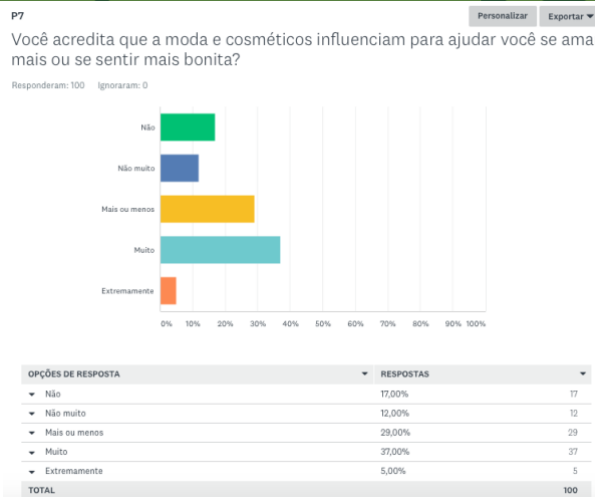 P7
Personalizar Exportar
Você acredita que a moda e cosméticos influenciam para ajudar você se ama
mais ou se sentir mais bonita?
Responderam: 100 Ignoraram: 0
Não
Não muito
Mais ou menos
Muito
Extremamente
0% 10% 20% 30% 40% 50% 60% 70% 80% 90% 100%
OPÇÕES DE RESPOSTA RESPOSTAS
Não 17,00% 17
Não muito 12,00% 12
Mais ou menos 29,00% 29
Muito 37,00% 37
Extremamente 5,00% 5
TOTAL 100